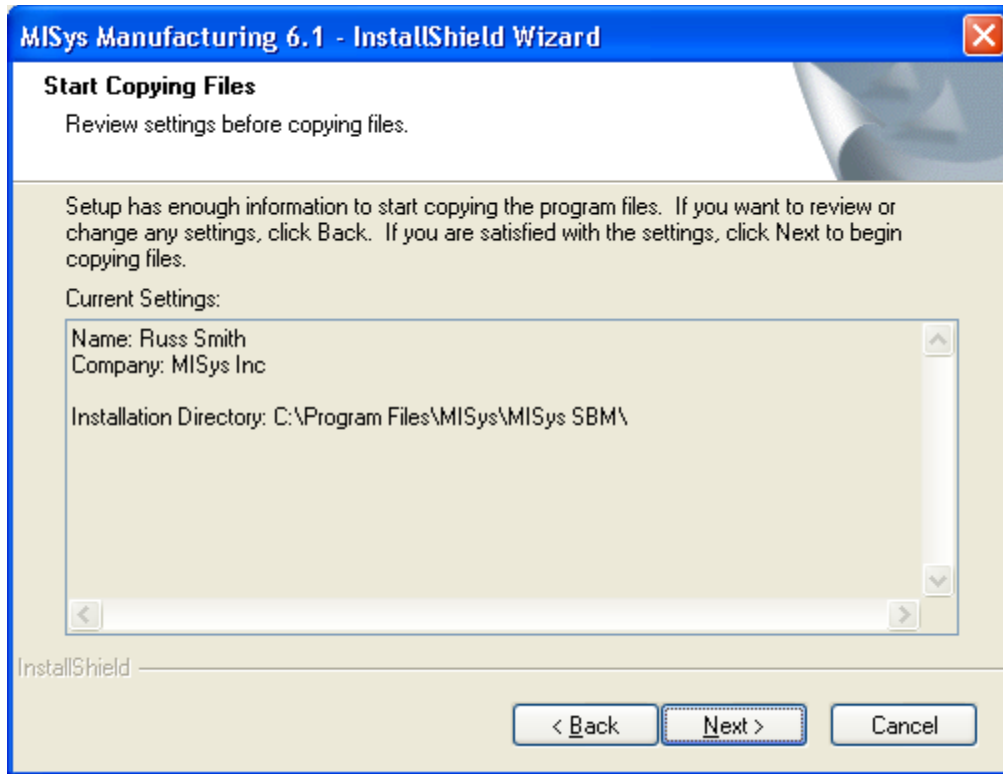 MISys Manufacturing 6.1 - InstallShield Wizard
Start Copying Files
Review settings before copying files.
Setup has enough information to start copying the program files. If you want to review or
change any settings, click Back. If you are satisfied with the settings, click Next to begin
copying files.
Current Settings:
Name: Russ Smith
Company: MISys Inc
Installation Directory: C:\Program Files\MISys\MISys SBM\
InstallShield
< Back
Next >
Cancel